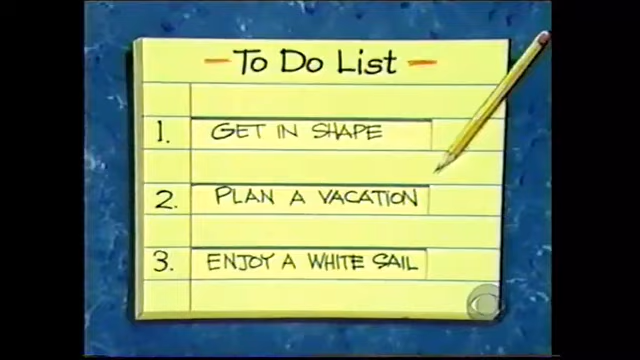 - To Do List -
1. GET IN SHAPE
2. PLAN A VACATION
3. ENJOY A WHITE SAIL